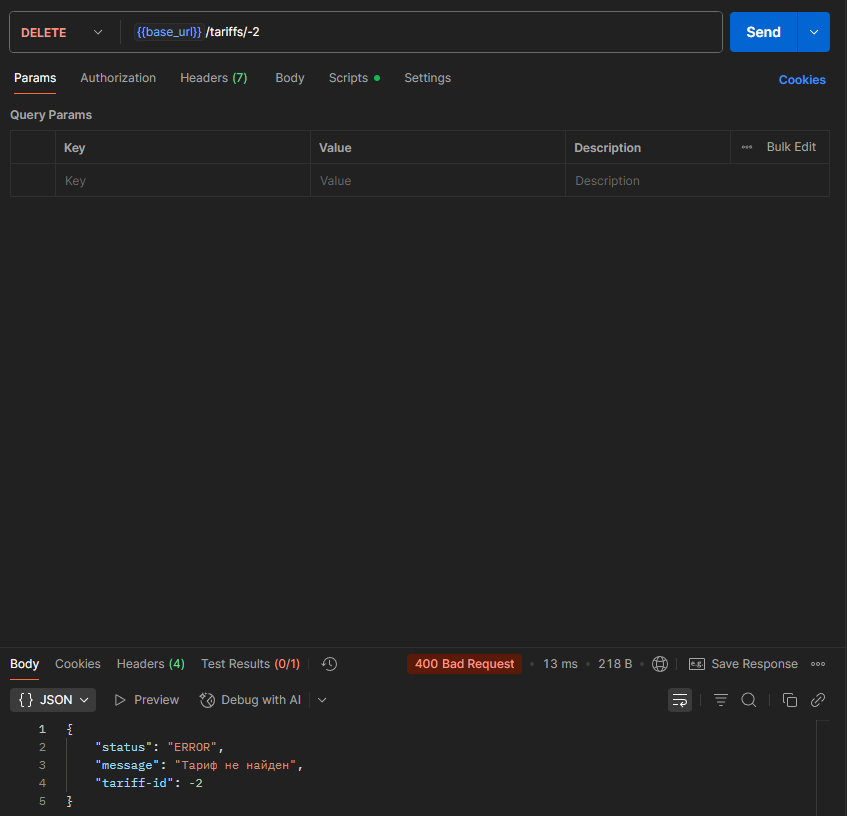 DELETE {{base_url}}/tariffs/-2 Send
Params Authorization Headers (7) Body Scripts Settings Cookies
Query Params
Key Value Description Bulk Edit
Key Value Description
Body Cookies Headers (4) Test Results (0/1) 400 Bad Request 13 ms 218 B e.g. Save Response
{} JSON Preview Debug with AI
1 {
2 "status": "ERROR",
3 "message": "Тариф не найден",
4 "tariff-id": -2
5 }